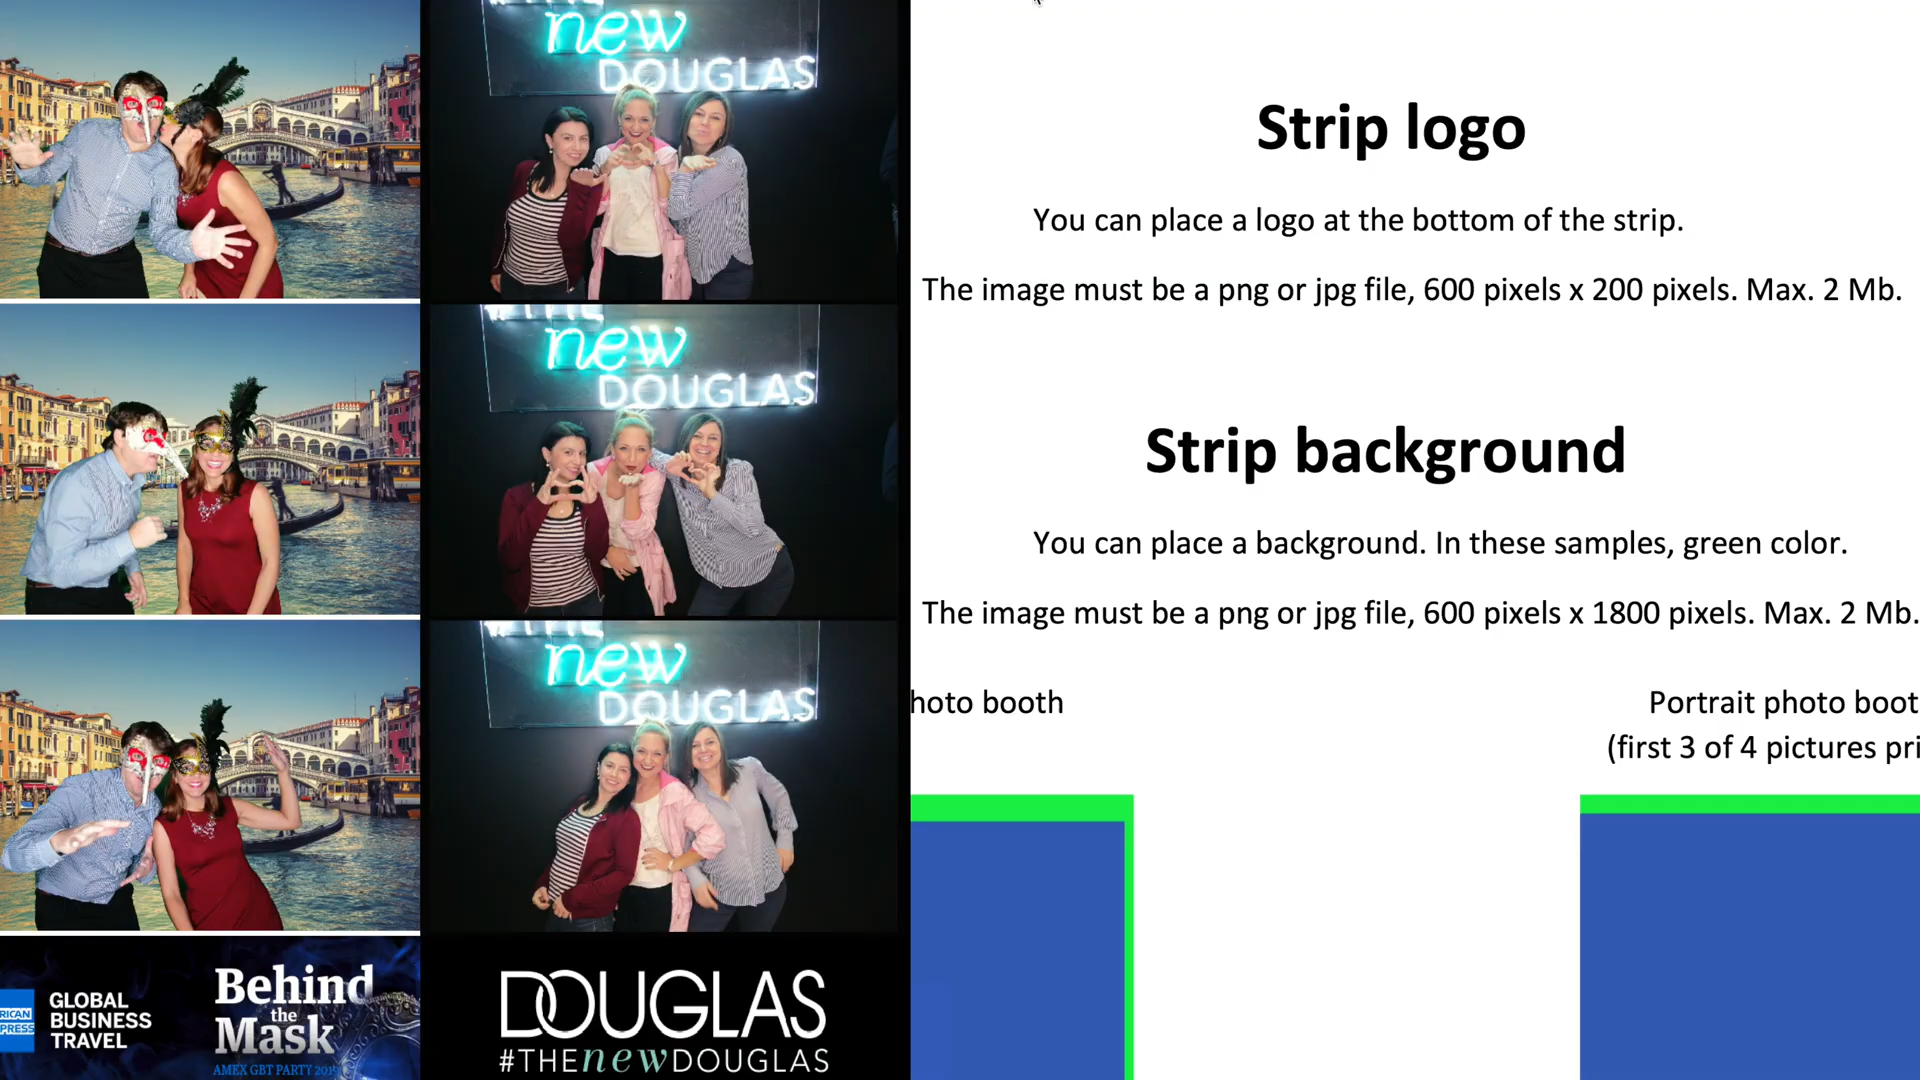 new
DOUGLAS
new
DOUGLAS
new
DOUGLAS
GLOBAL
BUSINESS
TRAVEL
Behind
the
Mask
AMEX GBT PARTY
DOUGLAS
#THEnewDOUGLAS
Strip logo
You can place a logo at the bottom of the strip.
The image must be a png or jpg file, 600 pixels x 200 pixels. Max. 2 Mb.
Strip background
You can place a background. In these samples, green color.
The image must be a png or jpg file, 600 pixels x 1800 pixels. Max. 2 Mb.
hoto booth
Portrait photo boot
(first 3 of 4 pictures pri